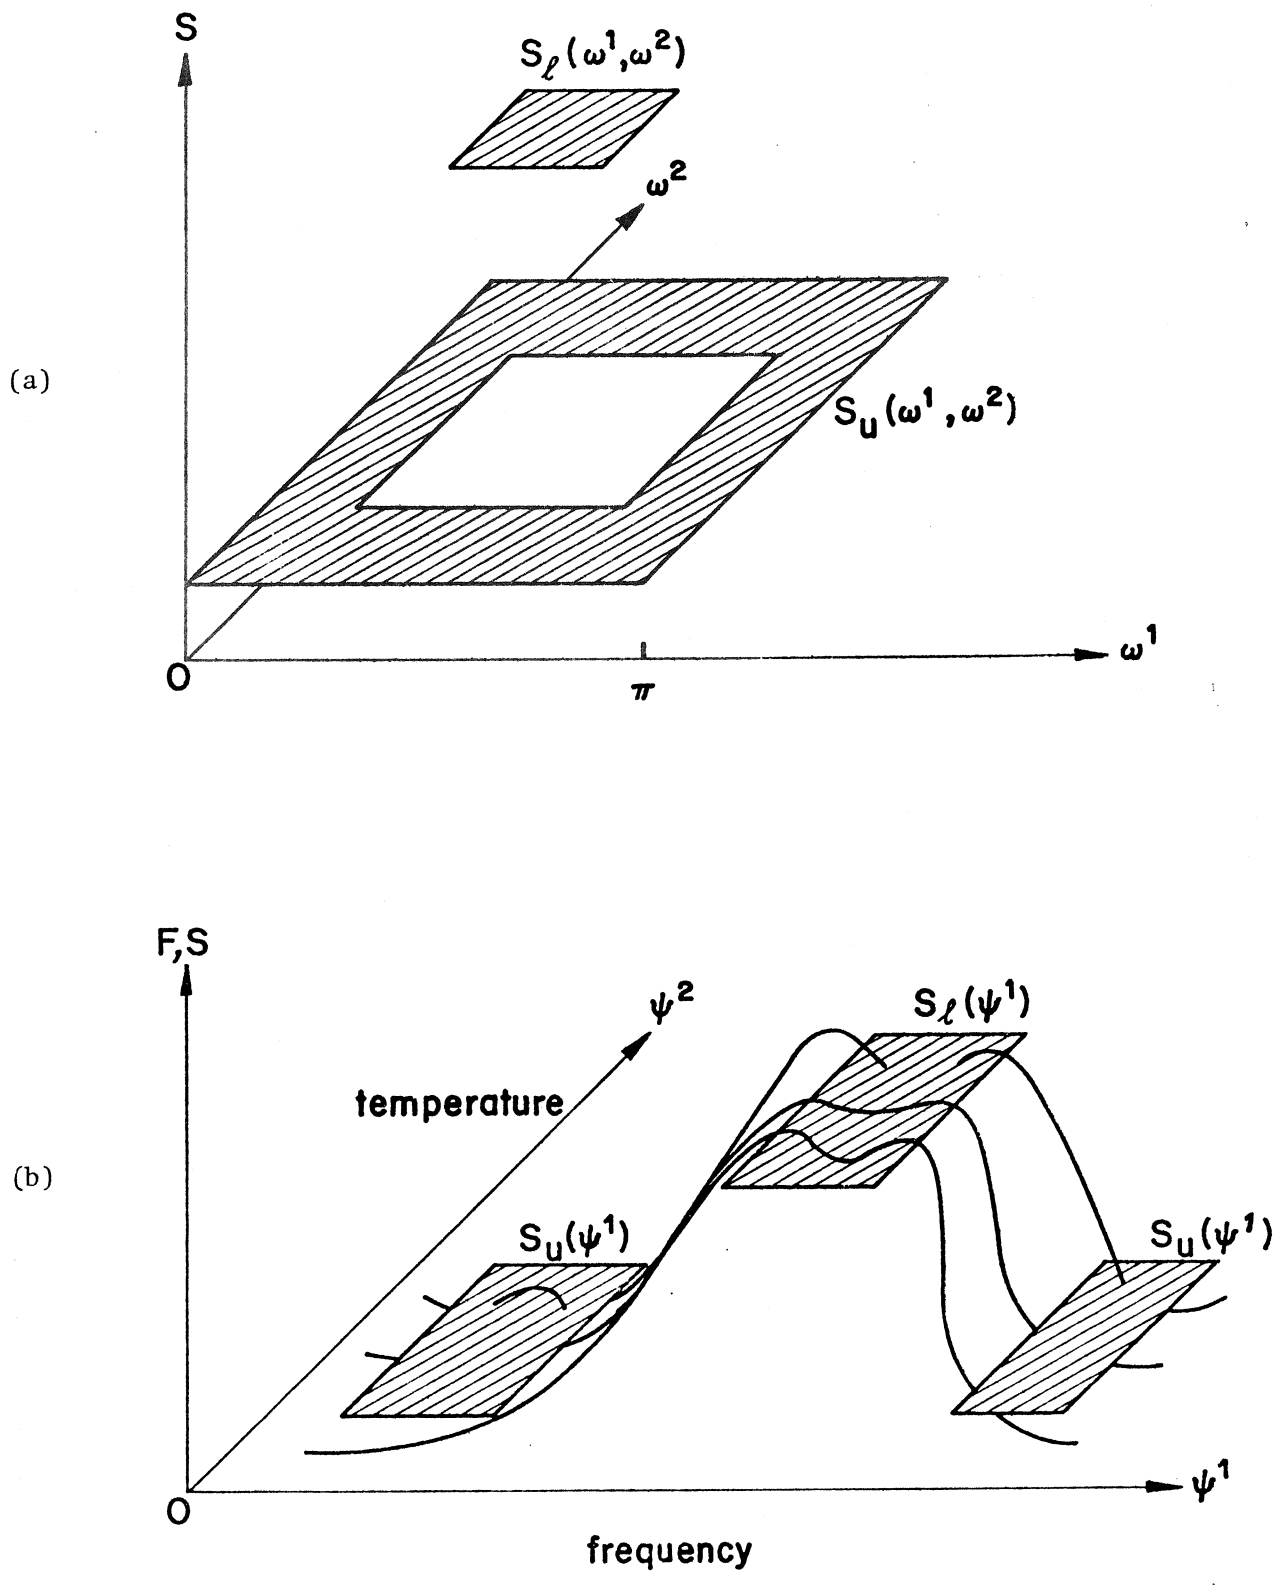 S
Sℓ(ω¹,ω²)
ω²
(a)
Sᵤ(ω¹,ω²)
O
π
ω¹
F,S
ψ²
Sℓ(ψ¹)
temperature
(b)
Sᵤ(ψ¹)
Sᵤ(ψ¹)
O
ψ¹
frequency